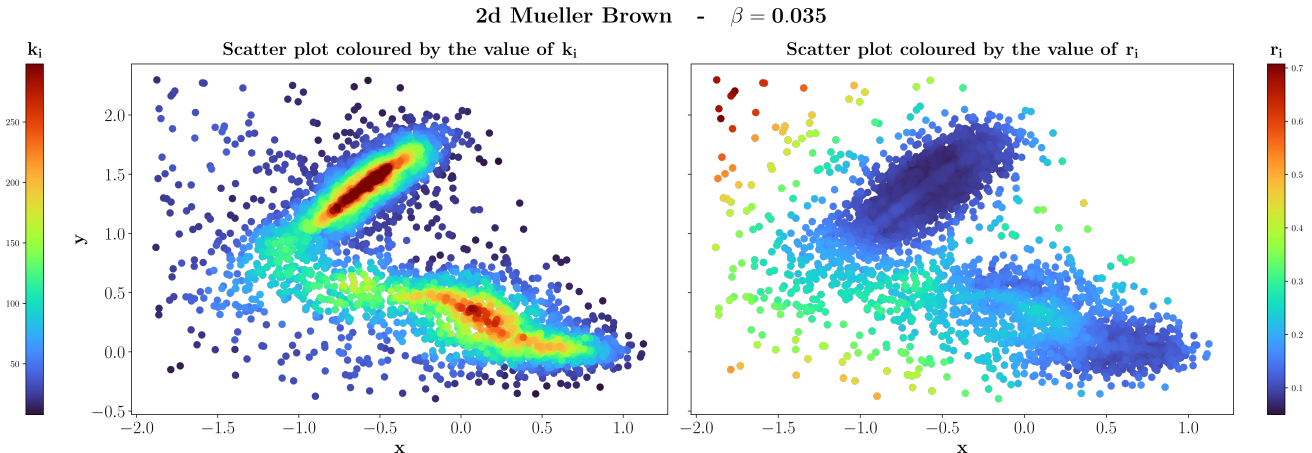 2d Mueller Brown - β = 0.035
kᵢ
Scatter plot coloured by the value of kᵢ
Scatter plot coloured by the value of rᵢ
rᵢ
250
200
150
100
50
y
2.0
1.5
1.0
0.5
0.0
−0.5
−2.0 −1.5 −1.0 −0.5 0.0 0.5 1.0
x
−2.0 −1.5 −1.0 −0.5 0.0 0.5 1.0
x
0.7
0.6
0.5
0.4
0.3
0.2
0.1